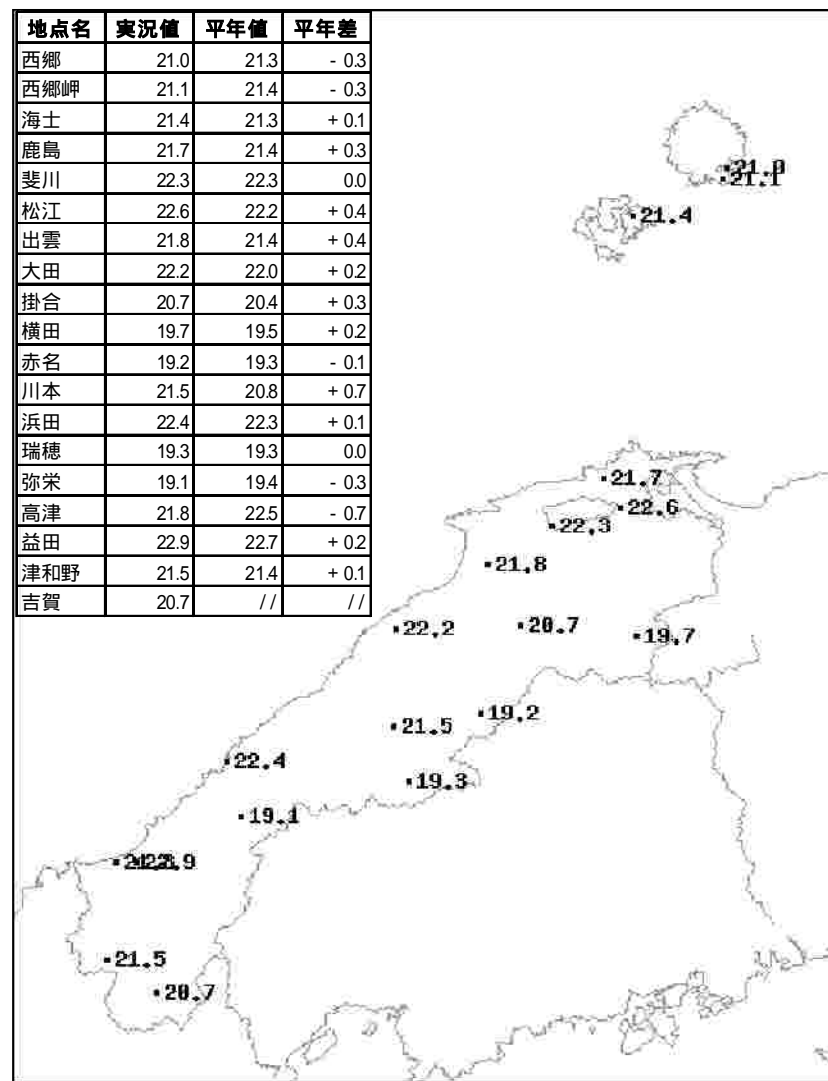 地点名 実況値 平年値 平年差
西郷 21.0 21.3 - 0.3
西郷岬 21.1 21.4 - 0.3
海士 21.4 21.3 + 0.1
鹿島 21.7 21.4 + 0.3
斐川 22.3 22.3 0.0
松江 22.6 22.2 + 0.4
出雲 21.8 21.4 + 0.4
大田 22.2 22.0 + 0.2
掛合 20.7 20.4 + 0.3
横田 19.7 19.5 + 0.2
赤名 19.2 19.3 - 0.1
川本 21.5 20.8 + 0.7
浜田 22.4 22.3 + 0.1
瑞穂 19.3 19.3 0.0
弥栄 19.1 19.4 - 0.3
高津 21.8 22.5 - 0.7
益田 22.9 22.7 + 0.2
津和野 21.5 21.4 + 0.1
吉賀 20.7 // //
21.0
21.1
21.4
21.7
22.6
22.3
21.8
22.2
20.7
19.7
19.2
21.5
22.4
19.3
19.1
21.5
20.7